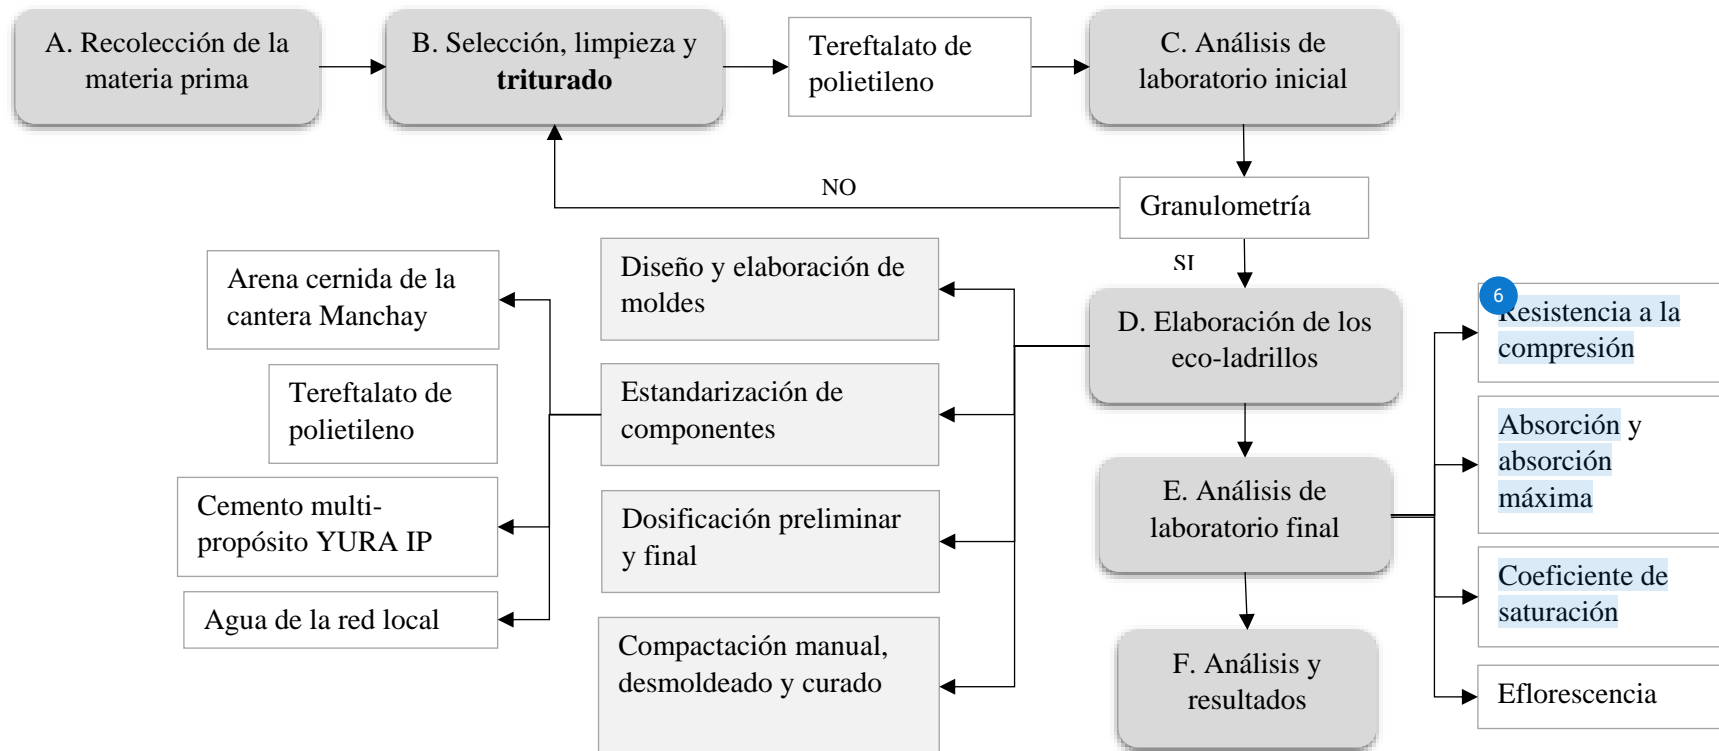 A. Recolección de la
materia prima
B. Selección, limpieza y
triturado
Tereftalato de
polietileno
C. Análisis de
laboratorio inicial
NO
Granulometría
SI
Arena cernida de la
cantera Manchay
Tereftalato de
polietileno
Cemento multi-
propósito YURA IP
Agua de la red local
Diseño y elaboración de
moldes
Estandarización de
componentes
Dosificación preliminar
y final
Compactación manual,
desmoldeado y curado
D. Elaboración de los
eco-ladrillos
E. Análisis de
laboratorio final
F. Análisis y
resultados
6
Resistencia a la
compresión
Absorción y
absorción
máxima
Coeficiente de
saturación
Eflorescencia